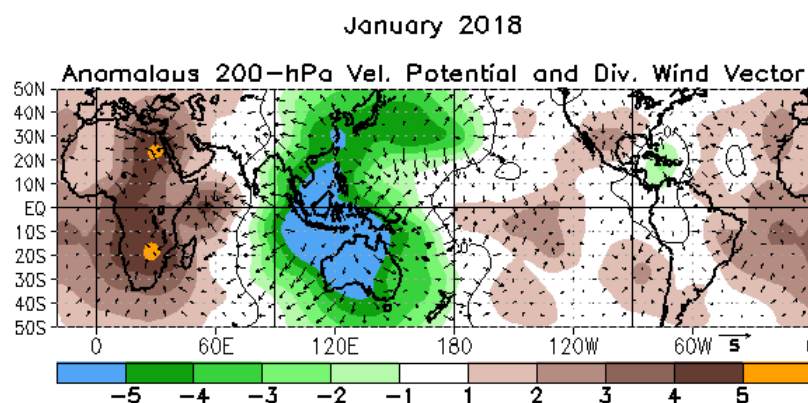 January 2018
Anomalaus 200-hPa Vel. Potential and Div. Wind Vector
50N
40N
30N
20N
10N
EQ
10S
20S
30S
40S
50S
0 60E 120E 180 120W 60W 0
5
-5 -4 -3 -2 -1 1 2 3 4 5